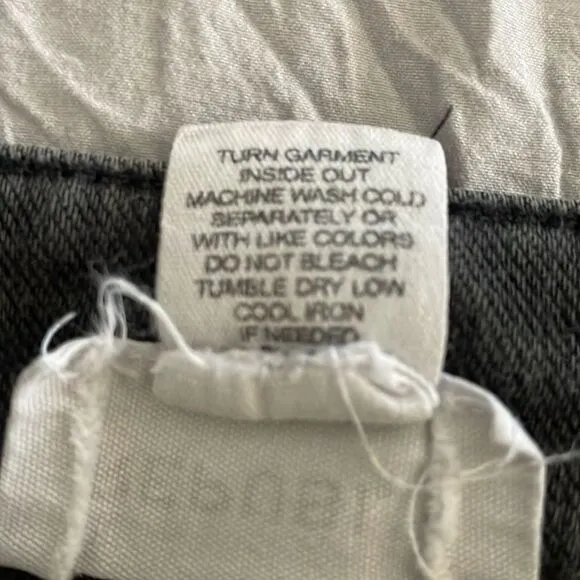 TURN GARMENT
INSIDE OUT
MACHINE WASH COLD
SEPARATELY OR
WITH LIKE COLORS
DO NOT BLEACH
TUMBLE DRY LOW
COOL IRON
IF NEEDED